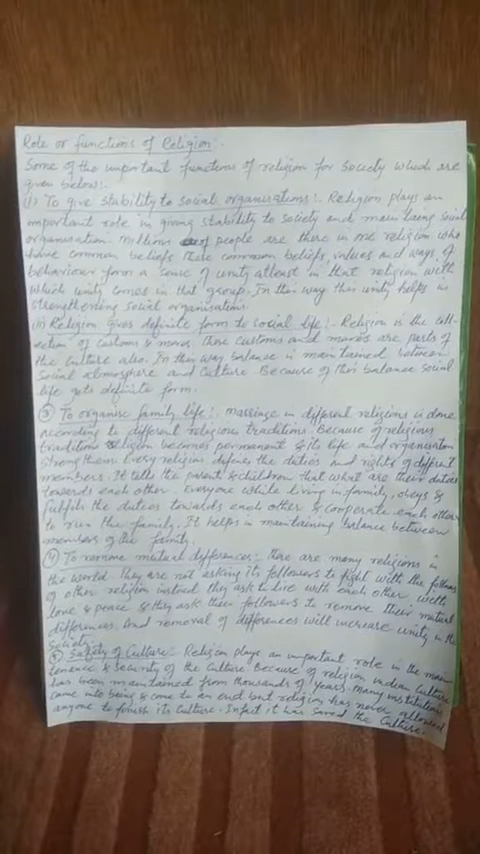 Role or functions of Religion:-
Some of the important functions of religion for Society which are
given below:-
(i) To give stability to social organisations:- Religion plays an
important role in giving stability to society and maintaing social
organisation millions of people are there in one religion who
have common beliefs these common beliefs, values and ways of
behaviour form a sense of unity atleast in that religion with
which unity comes in that group. In this way this unity helps in
strengthening social organisation.
(ii) Religion gives definite form to social life:- Religion is the coll-
ection of customs & mores, these customs and mores are parts of
the culture also. In this way balance is maintained between
social atmosphere and culture. Because of this balance social
life gets definite form.
(3) To organise family life:- marriage in different religions is done
according to different religious traditions Because of religious
traditions religion becomes permanent & its life and organisation
strengthens. Every religion defines the duties and rights of different
members. It tells the parents & children that what are their duties
towards each other. Everyone while living in family, obeys &
fulfils the duties towards each other & cooperate each other
to run the family. It helps in maintaining balance between
members of the family.
(4) To remove mutual differences:- there are many religions in
the world. They are not asking its followers to fight with the followers
of other religion instead they ask to live with each other with
love & peace & they ask their followers to remove their mutual
differences. And removal of differences will increase unity in the
society.
(5) Safety of Culture:- Religion plays an important role in the main-
tenence & security of the culture. Because of religion indian culture
has been maintained from thousands of years. Many institutions
came into being & come to an end but religion has never allowed
anyone to finish its culture. Infact it has saved the culture.